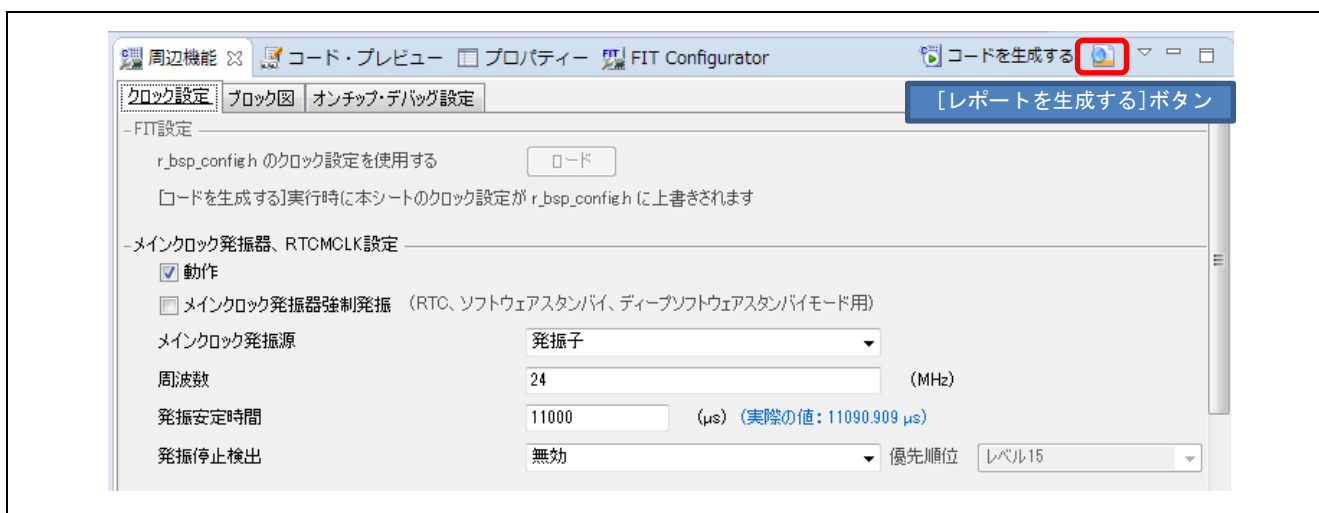 周辺機能 コード・プレビュー プロパティー FIT Configurator コードを生成する
クロック設定 ブロック図 オンチップ・デバッグ設定
[レポートを生成する]ボタン
FIT設定
r_bsp_config.h のクロック設定を使用する ロード
[コードを生成する]実行時に本シートのクロック設定が r_bsp_config.h に上書きされます
メインクロック発振器、RTCMCLK設定
動作
メインクロック発振器強制発振 (RTC、ソフトウェアスタンバイ、ディープソフトウェアスタンバイモード用)
メインクロック発振源 発振子
周波数 24 (MHz)
発振安定時間 11000 (μs) (実際の値：11090.909 μs)
発振停止検出 無効 優先順位 レベル15